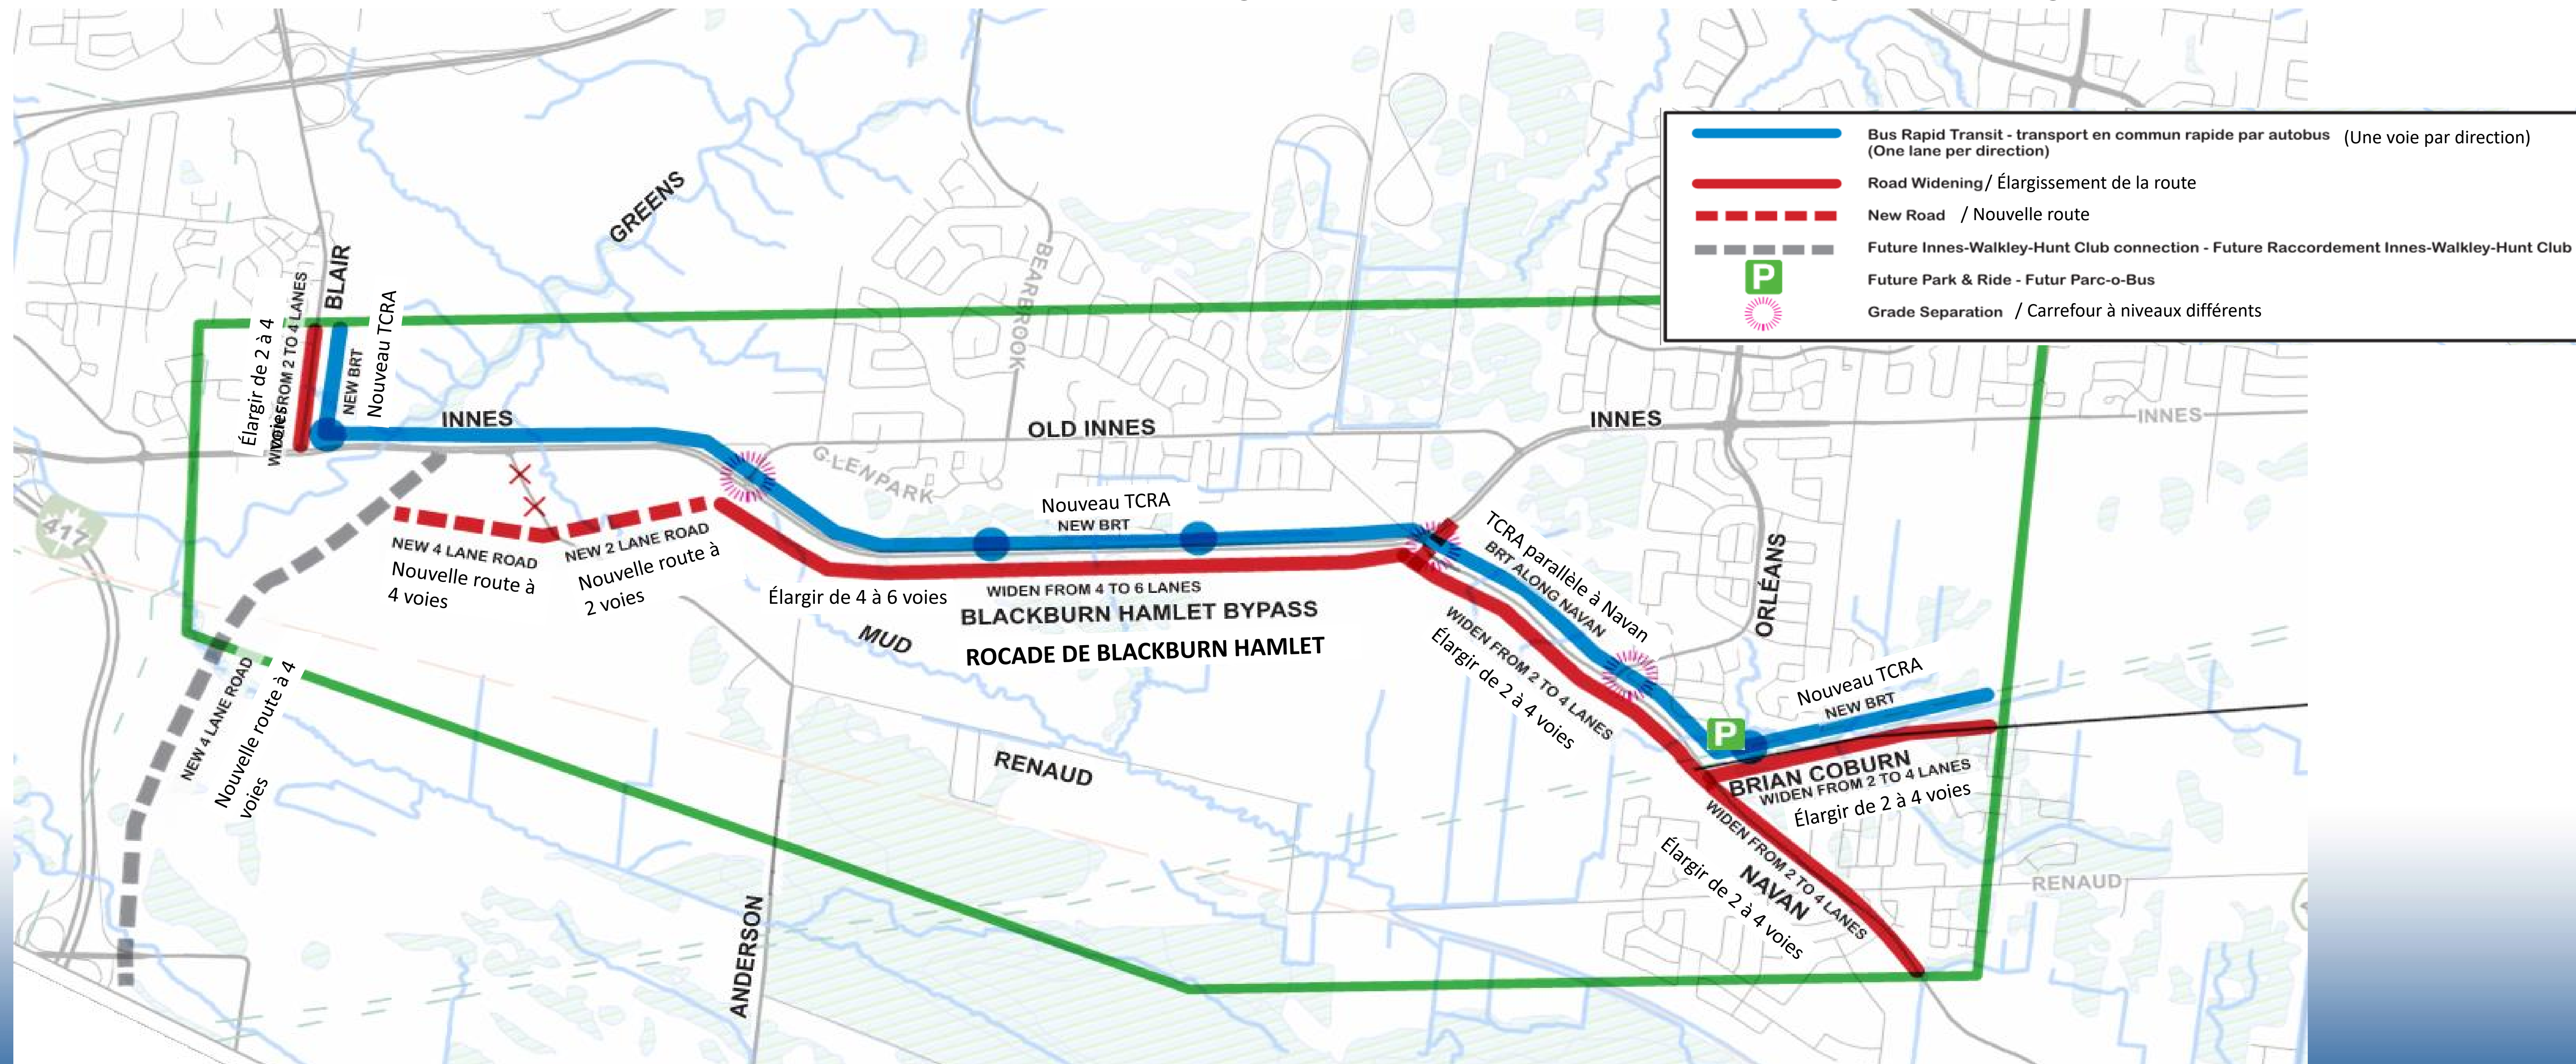 Bus Rapid Transit - transport en commun rapide par autobus (Une voie par direction)
(One lane per direction)
Road Widening / Élargissement de la route
New Road / Nouvelle route
Future Innes-Walkley-Hunt Club connection - Future Raccordement Innes-Walkley-Hunt Club
P
Future Park & Ride - Futur Parc-o-Bus
Grade Separation / Carrefour à niveaux différents
GREENS
BEARBROOK
BLAIR
Élargir de 2 à 4
voies
FROM 2 TO 4 LANES
NEW BRT
Nouveau TCRA
INNES
OLD INNES
INNES
INNES
GLENPARK
417
NEW 4 LANE ROAD
Nouvelle route à
4 voies
NEW 2 LANE ROAD
Nouvelle route à
2 voies
Nouveau TCRA
NEW BRT
Élargir de 4 à 6 voies
WIDEN FROM 4 TO 6 LANES
BLACKBURN HAMLET BYPASS
ROCADE DE BLACKBURN HAMLET
MUD
TCRA parallèle à Navan
BRT ALONG NAVAN
WIDEN FROM 2 TO 4 LANES
Élargir de 2 à 4 voies
ORLÉANS
NEW 4 LANE ROAD
Nouvelle route à 4
voies
RENAUD
P
Nouveau TCRA
NEW BRT
BRIAN COBURN
WIDEN FROM 2 TO 4 LANES
Élargir de 2 à 4 voies
WIDEN FROM 2 TO 4 LANES
NAVAN
Élargir de 2 à 4 voies
RENAUD
ANDERSON